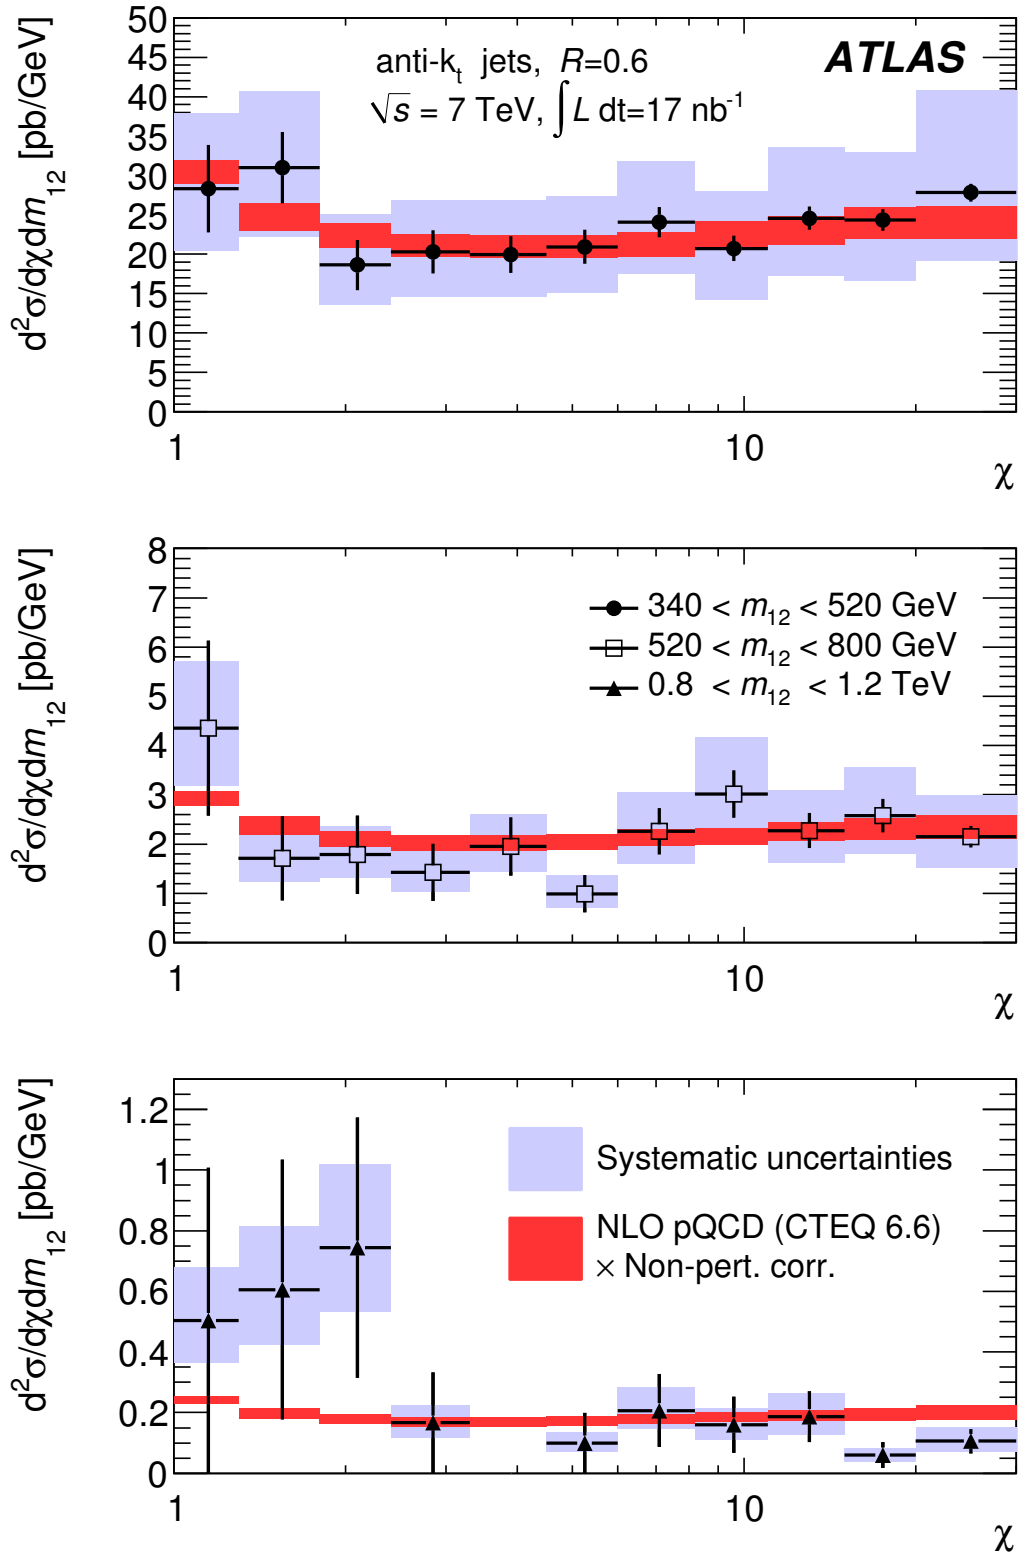 50
45
40
35
30
25
20
15
10
5
0
d²σ/dχdm₁₂ [pb/GeV]
anti-kₜ jets, R=0.6
√s = 7 TeV, ∫L dt=17 nb⁻¹
ATLAS
1
10
χ
8
7
6
5
4
3
2
1
0
d²σ/dχdm₁₂ [pb/GeV]
340 < m₁₂ < 520 GeV
520 < m₁₂ < 800 GeV
0.8 < m₁₂ < 1.2 TeV
1
10
χ
1.2
1
0.8
0.6
0.4
0.2
0
d²σ/dχdm₁₂ [pb/GeV]
Systematic uncertainties
NLO pQCD (CTEQ 6.6)
× Non-pert. corr.
1
10
χ